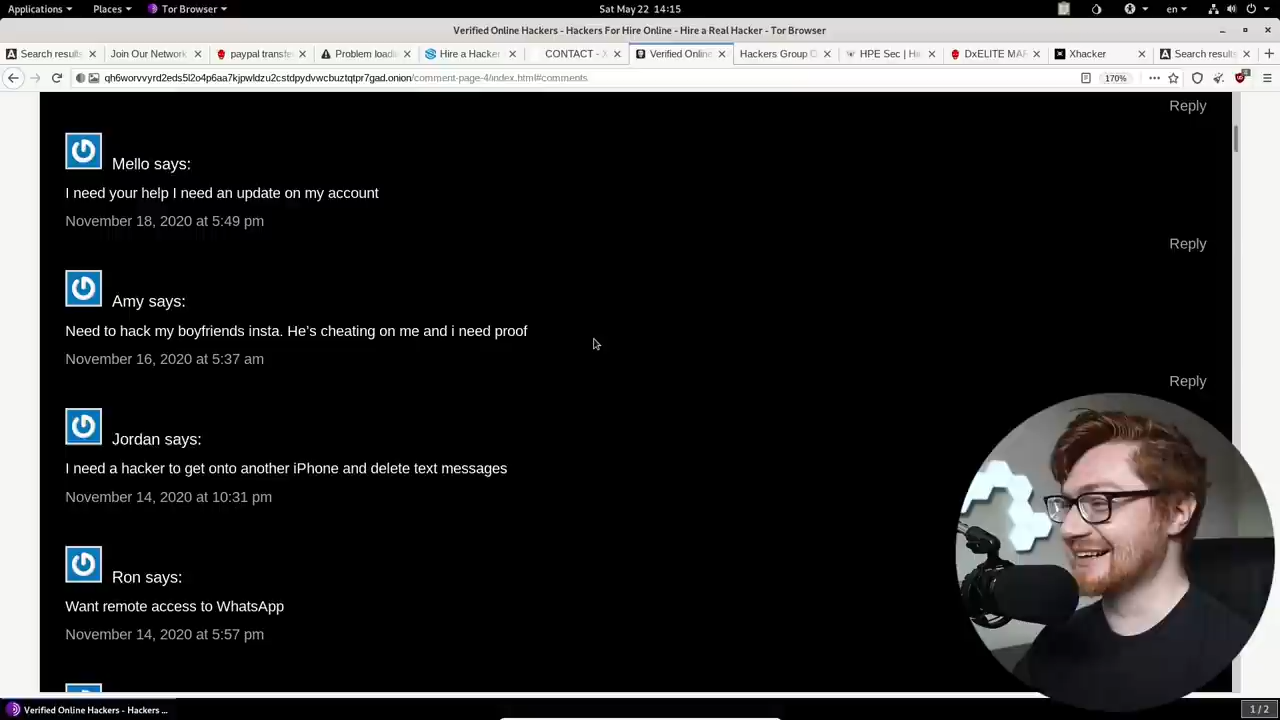 Applications
Places
Tor Browser
Sat May 22 14:15
en
Verified Online Hackers - Hackers For Hire Online - Hire a Real Hacker - Tor Browser
Search results
Join Our Network
paypal transfe
Problem loadi
Hire a Hacker
CONTACT - X
Verified Online
Hackers Group
HPE Sec | Hi
DxELITE MA
Xhacker
Search results
qh6worvvyrd2eds5l2o4p6aa7kjpwldzu2cstdpydvwcbuztqtpr7gad.onion/comment-page-4/index.html#comments
170%
Reply
Mello says:
I need your help I need an update on my account
November 18, 2020 at 5:49 pm
Reply
Amy says:
Need to hack my boyfriends insta. He's cheating on me and i need proof
November 16, 2020 at 5:37 am
Reply
Jordan says:
I need a hacker to get onto another iPhone and delete text messages
November 14, 2020 at 10:31 pm
Ron says:
Want remote access to WhatsApp
November 14, 2020 at 5:57 pm
Verified Online Hackers - Hackers ...
1 / 2